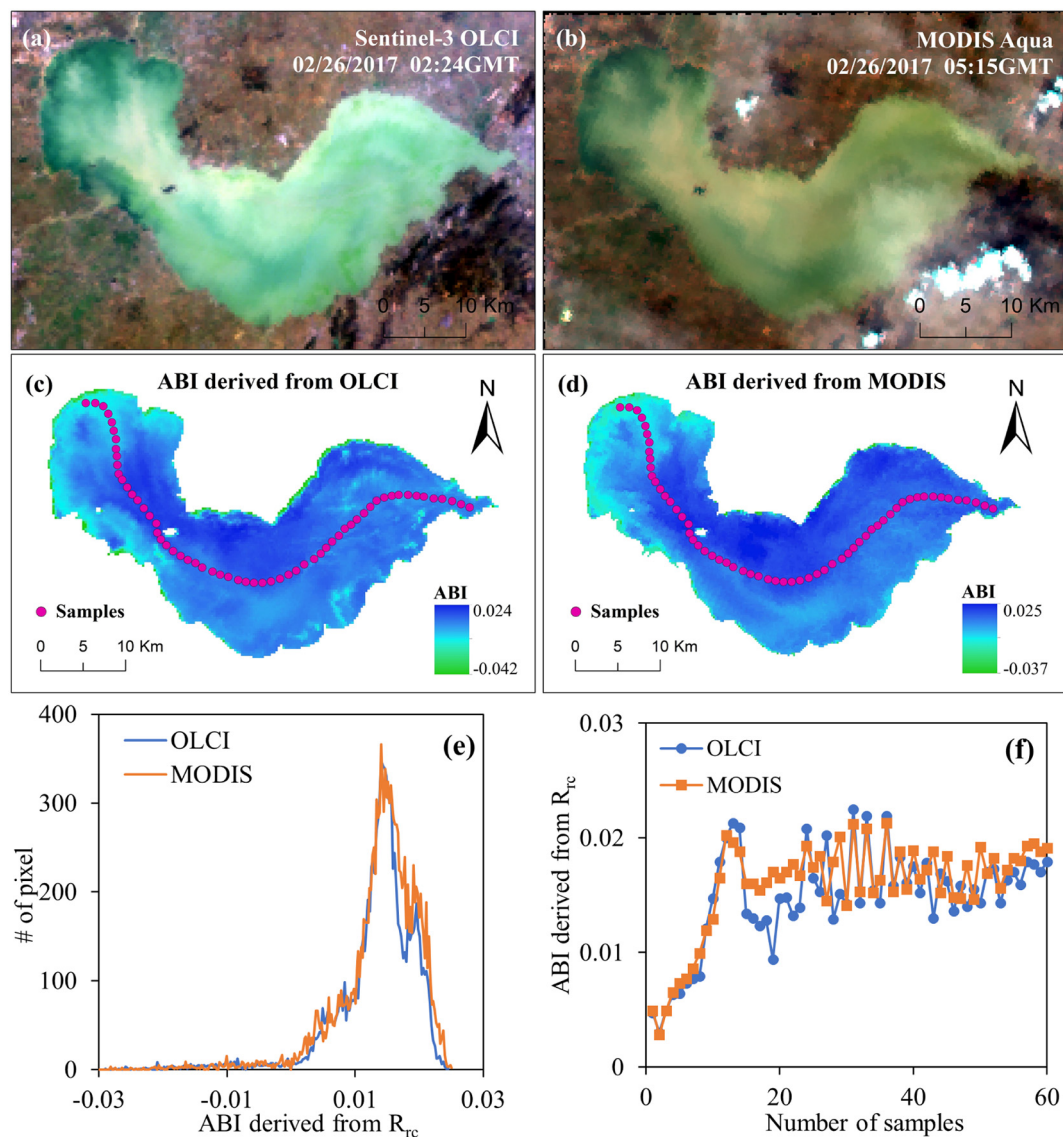 (a)
Sentinel-3 OLCI
02/26/2017 02:24GMT
0 5 10 Km
(b)
MODIS Aqua
02/26/2017 05:15GMT
0 5 10 Km
(c)
ABI derived from OLCI
N
Samples
0 5 10 Km
ABI
0.024
-0.042
(d)
ABI derived from MODIS
N
Samples
0 5 10 Km
ABI
0.025
-0.037
(e)
OLCI
MODIS
# of pixel
400
300
200
100
0
-0.03 -0.01 0.01 0.03
ABI derived from Rrc
(f)
OLCI
MODIS
ABI derived from Rrc
0.03
0.02
0.01
0
0 20 40 60
Number of samples